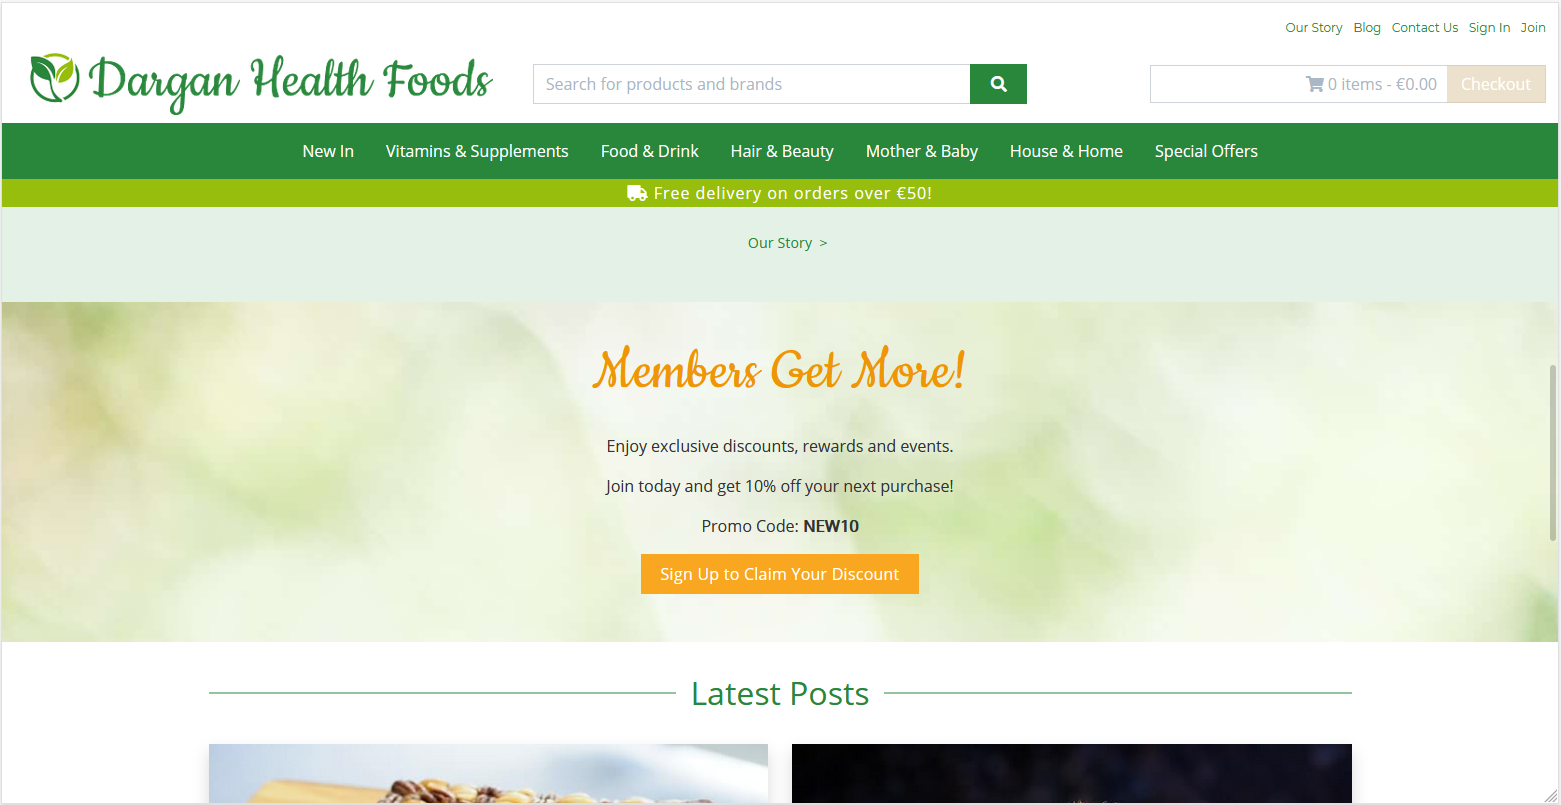 Our Story Blog Contact Us Sign In Join
Dargan Health Foods
Search for products and brands
0 items - €0.00 Checkout
New In Vitamins & Supplements Food & Drink Hair & Beauty Mother & Baby House & Home Special Offers
Free delivery on orders over €50!
Our Story >
Members Get More!
Enjoy exclusive discounts, rewards and events.
Join today and get 10% off your next purchase!
Promo Code: NEW10
Sign Up to Claim Your Discount
Latest Posts